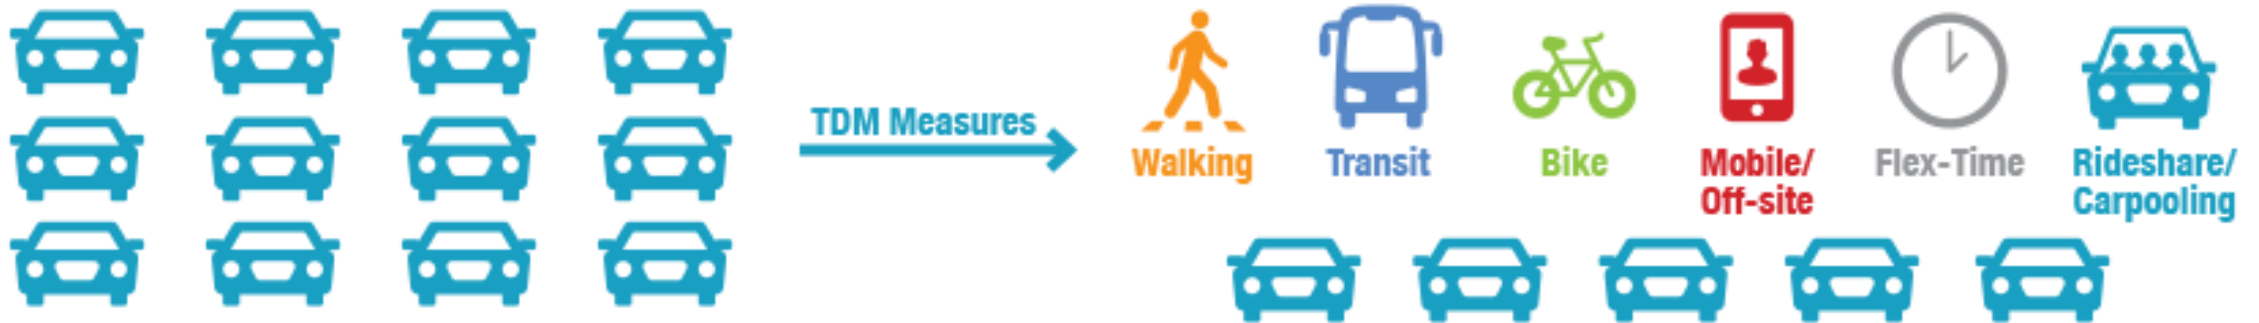 TDM Measures
Walking
Transit
Bike
Mobile/
Off-site
Flex-Time
Rideshare/
Carpooling